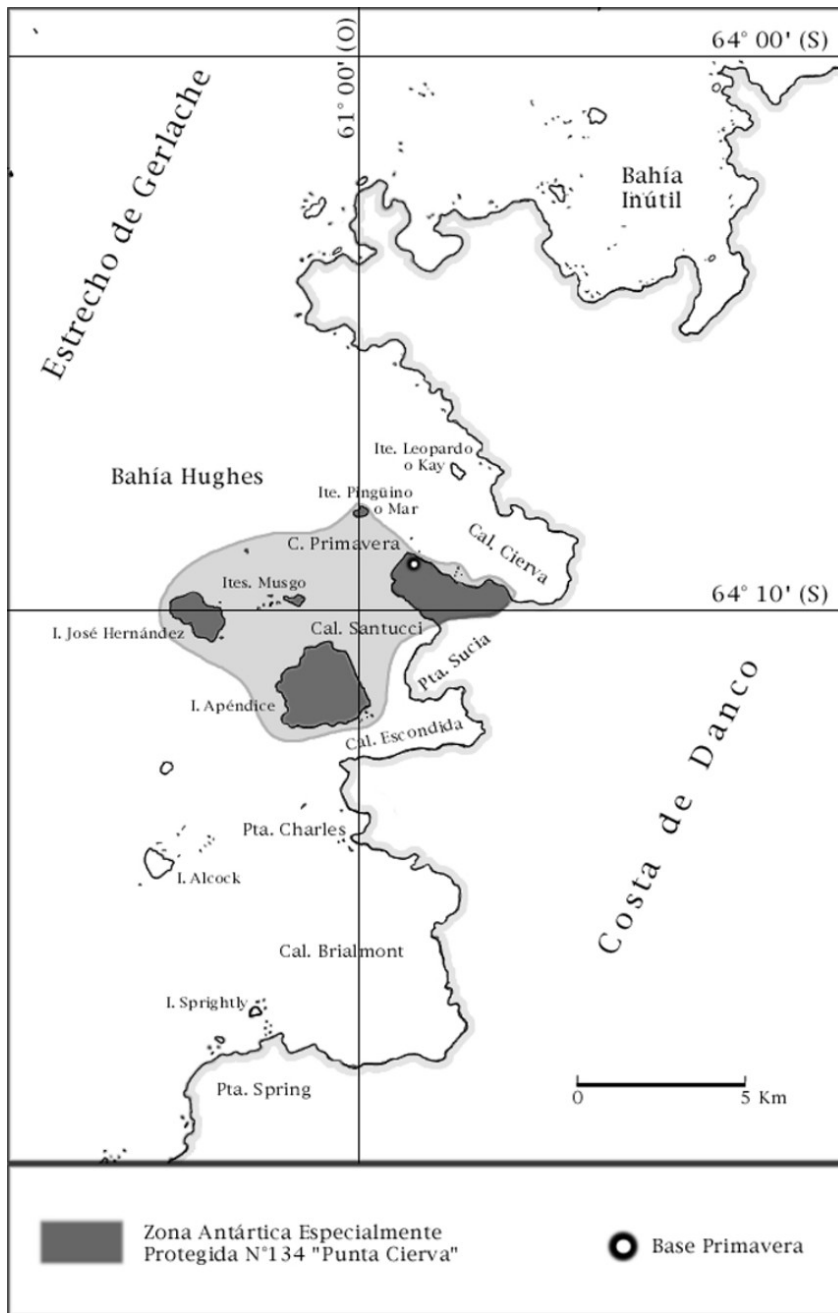 64° 00' (S)
61° 00' (O)
Estrecho de Gerlache
Bahía
Inútil
Ite. Leopardo
o Kay
Bahía Hughes
Ite. Pingüino
o Mar
C. Primavera
Cal. Cierva
Ites. Musgo
64° 10' (S)
I. José Hernández
Cal. Santucci
Pta. Sucia
I. Apéndice
Cal. Escondida
Costa de Danco
Pta. Charles
I. Alcock
Cal. Brialmont
I. Sprightly
Pta. Spring
0 5 Km
Zona Antártica Especialmente
Protegida N°134 "Punta Cierva"
Base Primavera